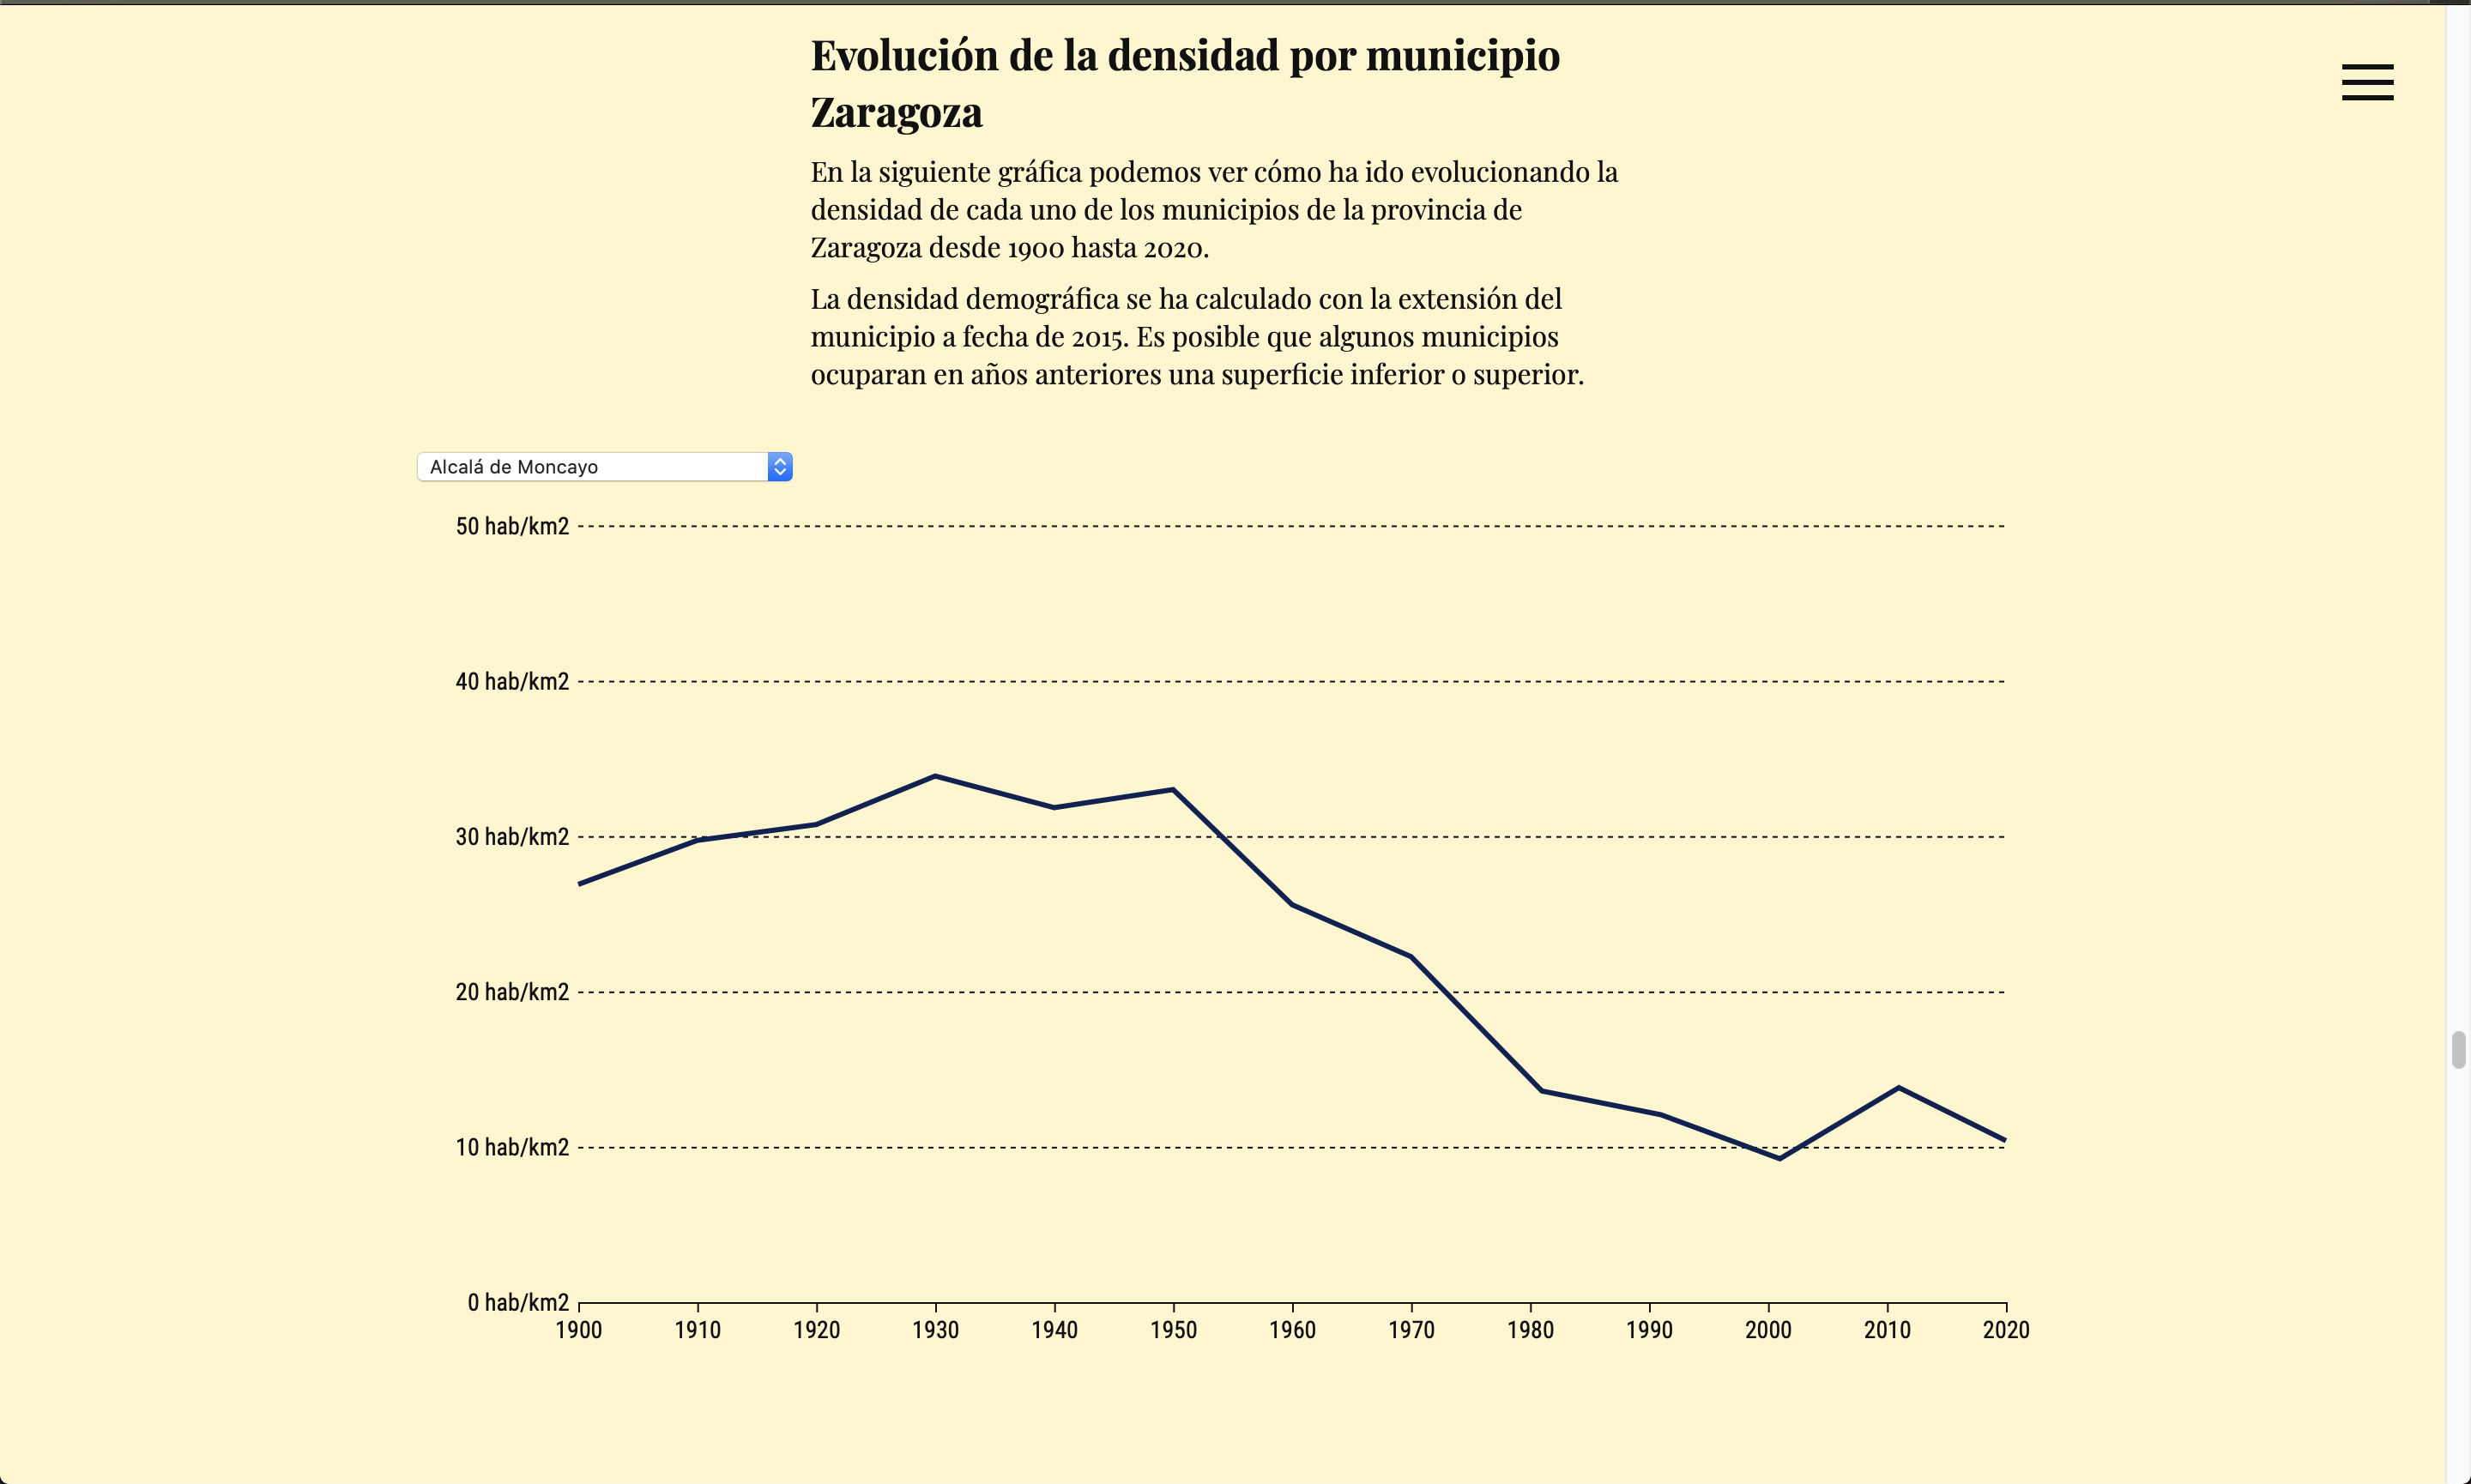 Evolución de la densidad por municipio
Zaragoza
En la siguiente gráfica podemos ver cómo ha ido evolucionando la
densidad de cada uno de los municipios de la provincia de
Zaragoza desde 1900 hasta 2020.
La densidad demográfica se ha calculado con la extensión del
municipio a fecha de 2015. Es posible que algunos municipios
ocuparan en años anteriores una superficie inferior o superior.
Alcalá de Moncayo
50 hab/km2
40 hab/km2
30 hab/km2
20 hab/km2
10 hab/km2
0 hab/km2
1900 1910 1920 1930 1940 1950 1960 1970 1980 1990 2000 2010 2020